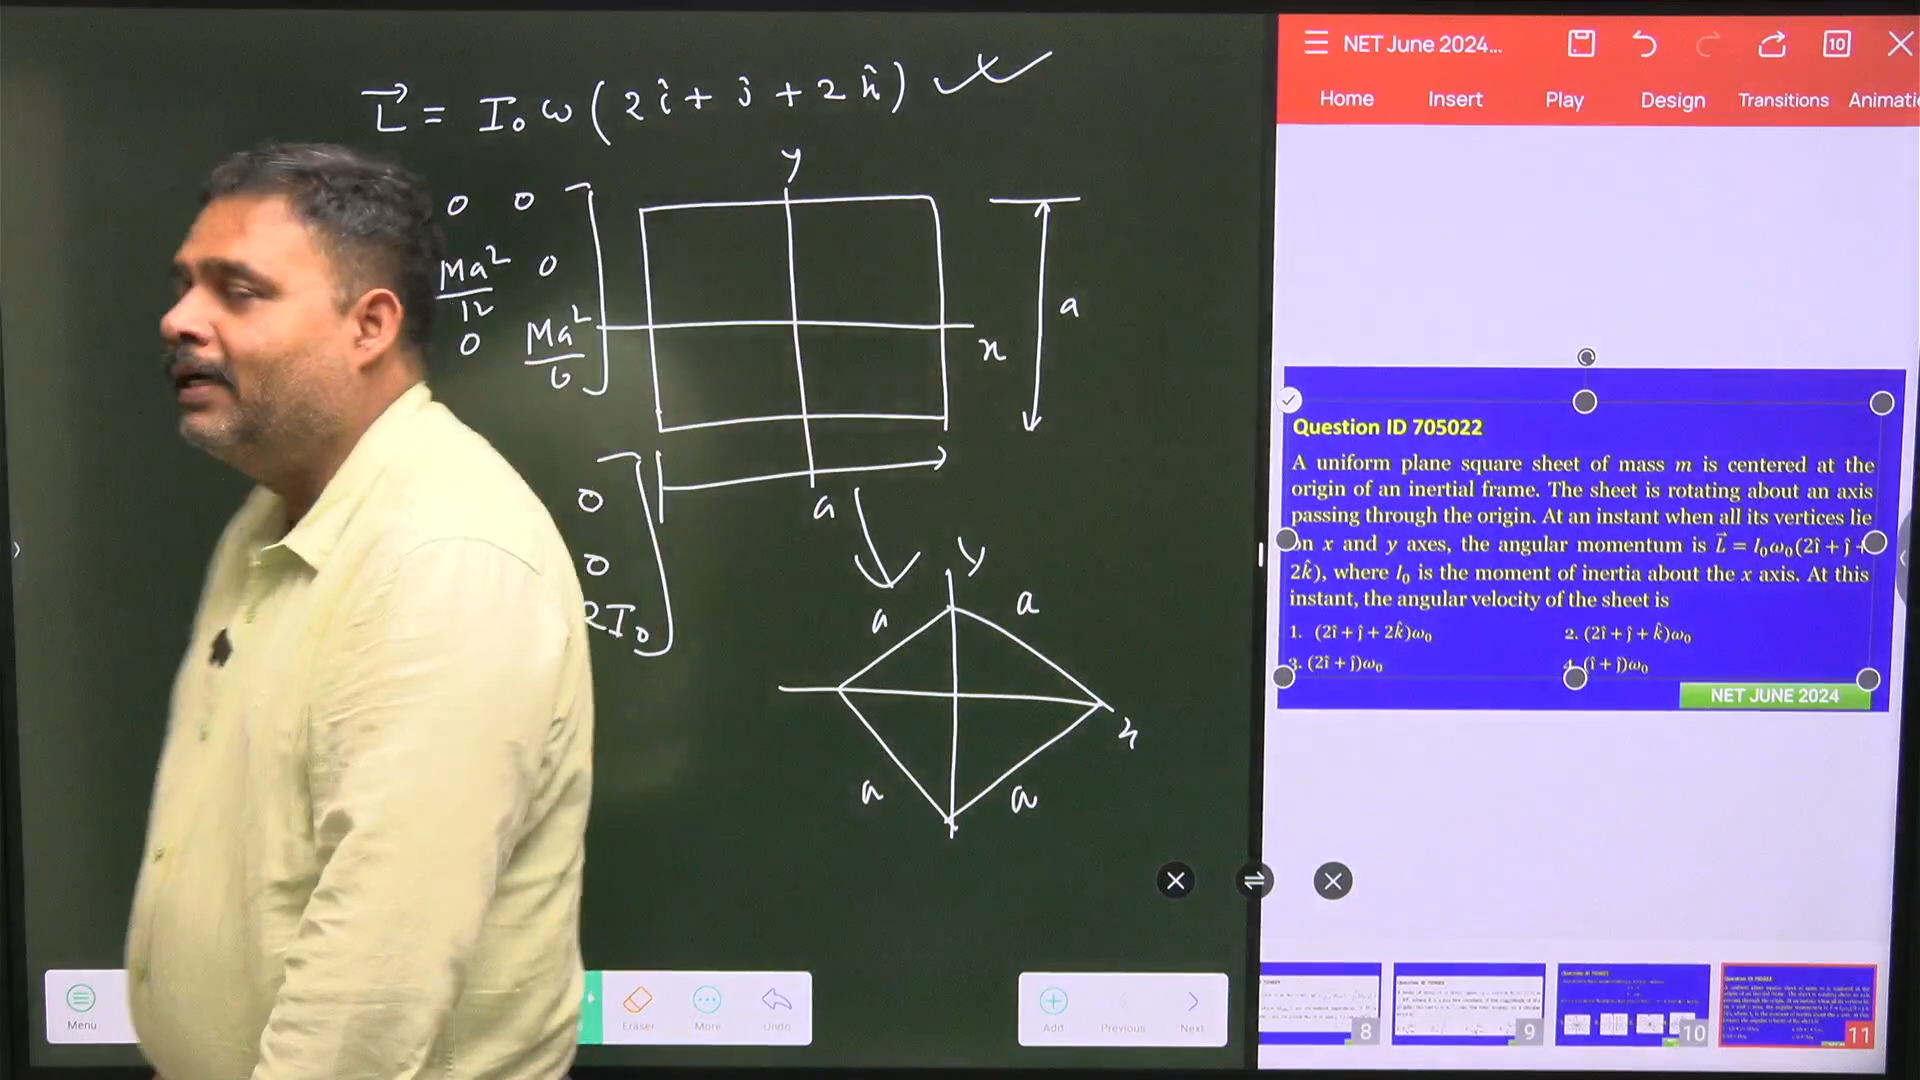 L⃗ = I₀ ω ( 2î + ĵ + 2k̂ )
0 0
Ma²/12 0
0 Ma²/6
0
0
2I₀
y
x
a
a
y
a
a
x
a
a
NET June 2024...
10
Home Insert Play Design Transitions Animati
Question ID 705022
A uniform plane square sheet of mass m is centered at the
origin of an inertial frame. The sheet is rotating about an axis
passing through the origin. At an instant when all its vertices lie
on x and y axes, the angular momentum is L⃗ = I₀ω₀(2î + ĵ +
2k̂), where I₀ is the moment of inertia about the x axis. At this
instant, the angular velocity of the sheet is
1. (2î + ĵ + 2k̂)ω₀ 2. (2î + ĵ + k̂)ω₀
3. (2î + ĵ)ω₀ 4. (î + ĵ)ω₀
NET JUNE 2024
Menu Eraser More Undo
Add Previous Next
8 9 10 11